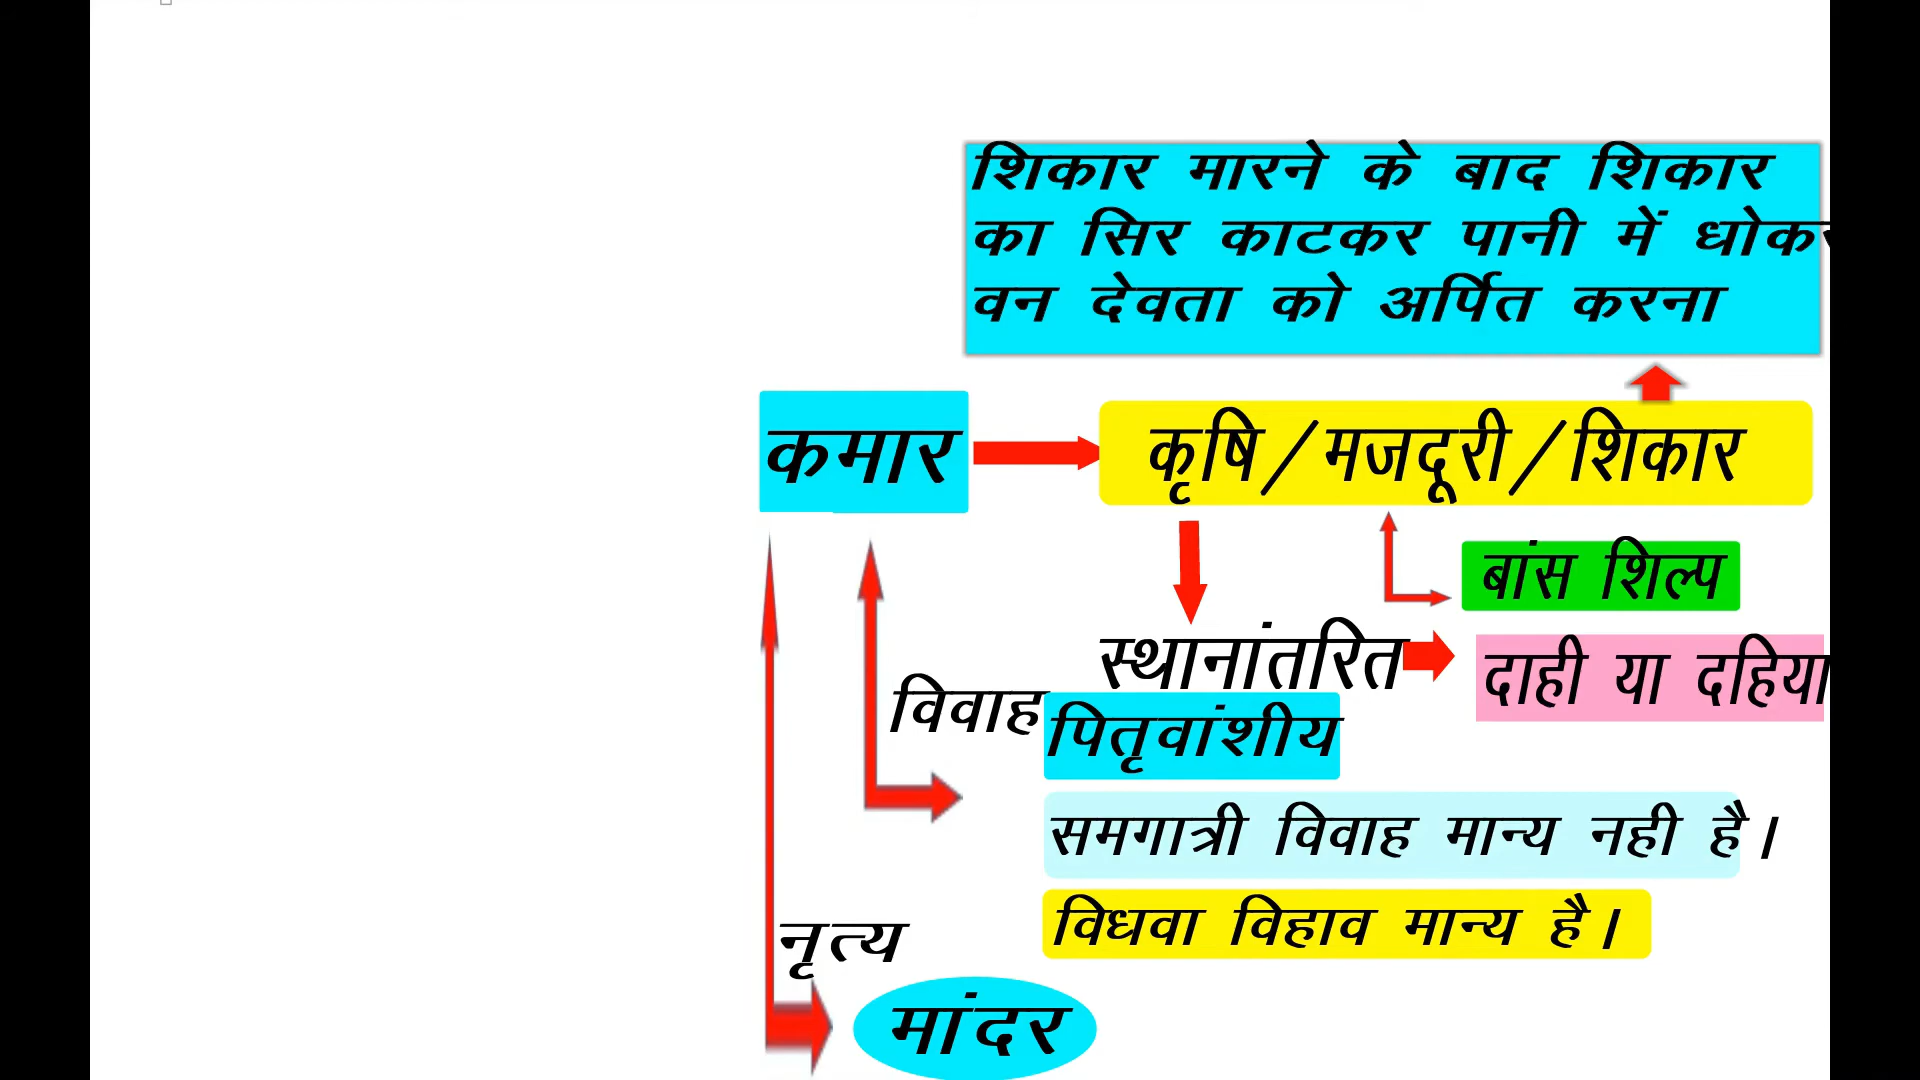 शिकार मारने के बाद शिकार
का सिर काटकर पानी में धोकर
वन देवता को अर्पित करना
कमार
कृषि/मजदूरी/शिकार
बांस शिल्प
स्थानांतरित
दाही या दहिया
विवाह
पितृवांशीय
समगात्री विवाह मान्य नही है।
विधवा विहाव मान्य है।
नृत्य
मांदर